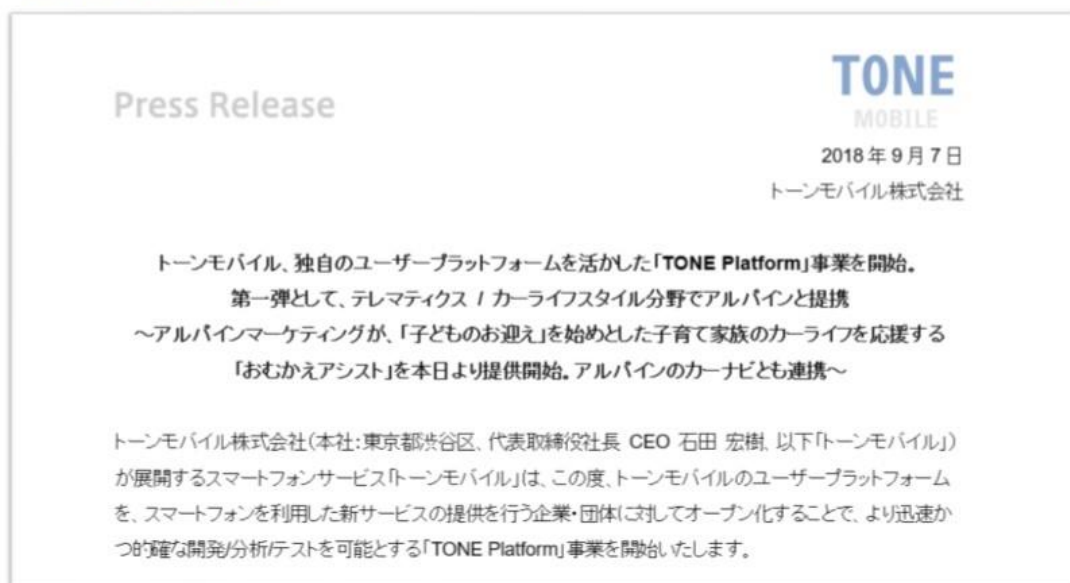 Press Release
TONE
MOBILE
2018年9月7日
トーンモバイル株式会社
トーンモバイル、独自のユーザープラットフォームを活かした「TONE Platform」事業を開始。
第一弾として、テレマティクス / カーライフスタイル分野でアルパインと提携
～アルパインマーケティングが、「子どものお迎え」を始めとした子育て家族のカーライフを応援する
「おむかえアシスト」を本日より提供開始。アルパインのカーナビとも連携～
トーンモバイル株式会社(本社:東京都渋谷区、代表取締役社長 CEO 石田 宏樹、以下「トーンモバイル」)
が展開するスマートフォンサービス「トーンモバイル」は、この度、トーンモバイルのユーザープラットフォーム
を、スマートフォンを利用した新サービスの提供を行う企業・団体に対してオープン化することで、より迅速か
つ的確な開発/分析/テストを可能とする「TONE Platform」事業を開始いたします。